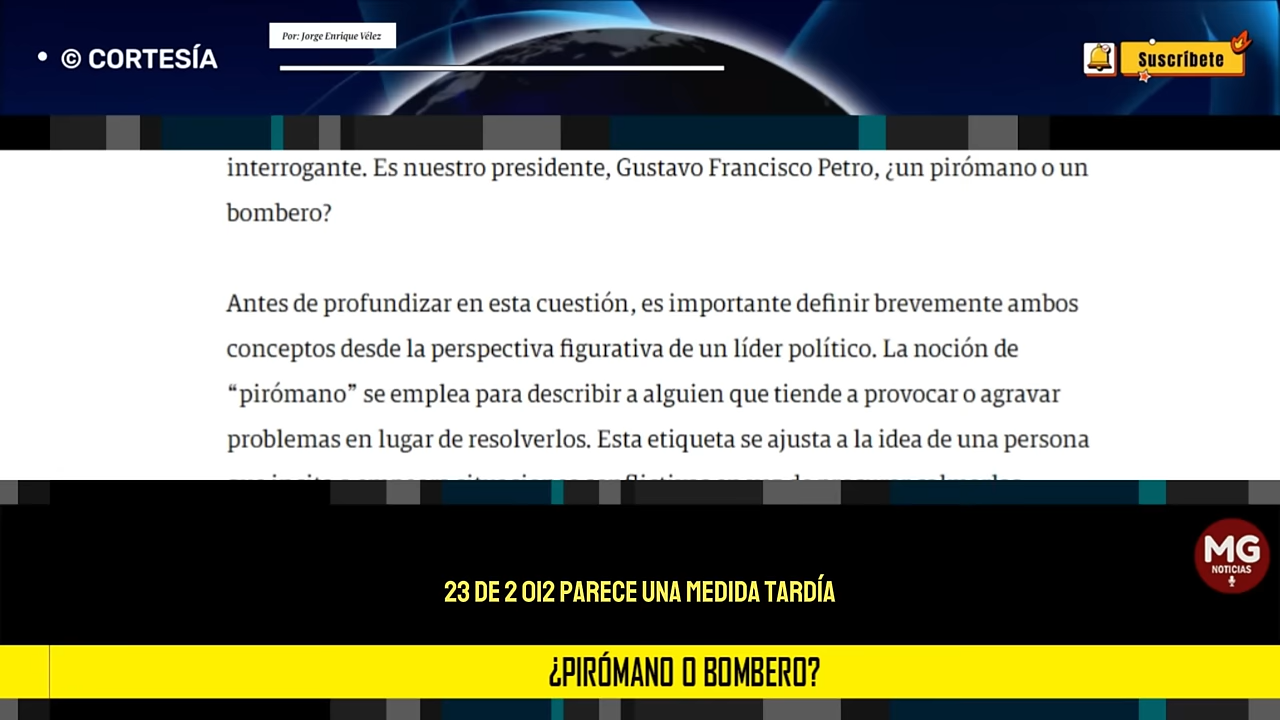 Por: Jorge Enrique Vélez
• © CORTESÍA
Suscríbete
interrogante. Es nuestro presidente, Gustavo Francisco Petro, ¿un pirómano o un
bombero?
Antes de profundizar en esta cuestión, es importante definir brevemente ambos
conceptos desde la perspectiva figurativa de un líder político. La noción de
“pirómano” se emplea para describir a alguien que tiende a provocar o agravar
problemas en lugar de resolverlos. Esta etiqueta se ajusta a la idea de una persona
MG
NOTICIAS
23 DE 2 012 PARECE UNA MEDIDA TARDÍA
¿PIRÓMANO O BOMBERO?